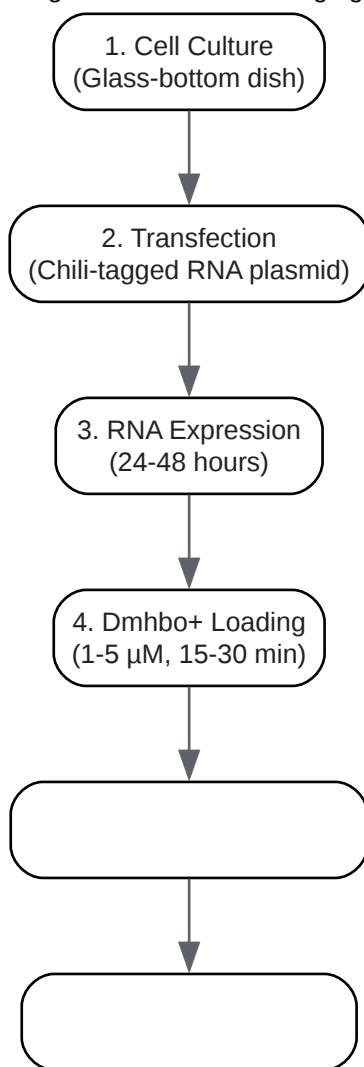 1. Cell Culture
(Glass-bottom dish)
2. Transfection
(Chili-tagged RNA plasmid)
3. RNA Expression
(24-48 hours)
4. Dmhbo+ Loading
(1-5 µM, 15-30 min)